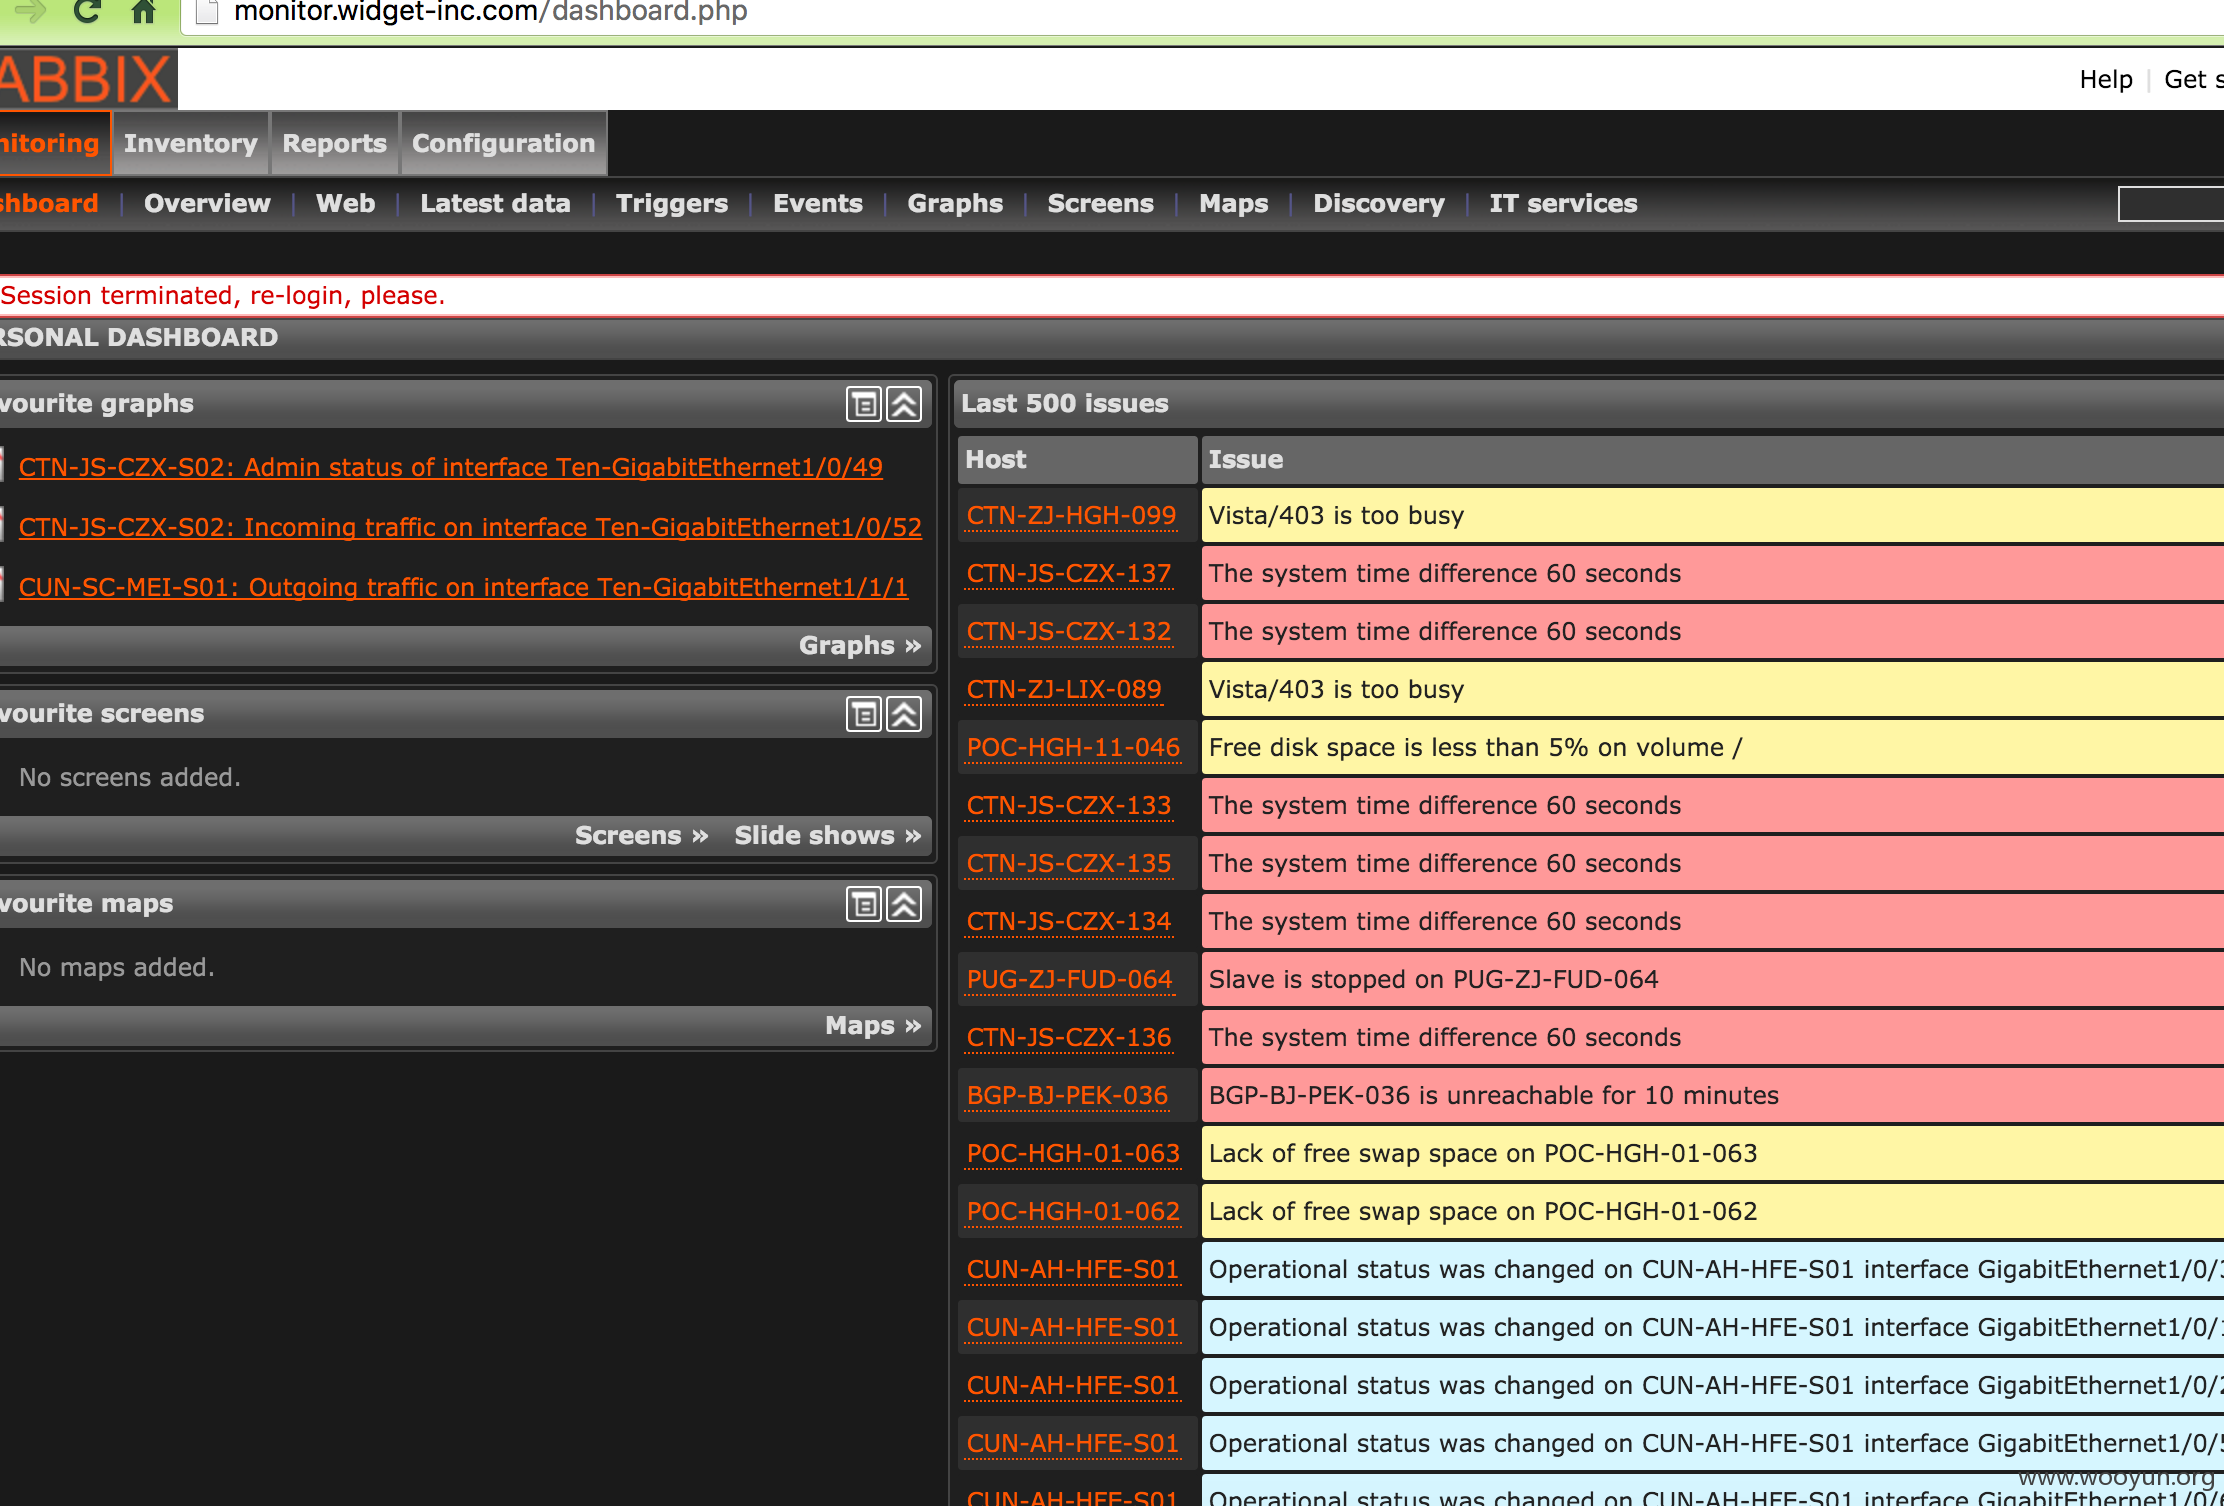 monitor.widget-inc.com/dashboard.php
ABBIX
Help | Get s
nitoring Inventory Reports Configuration
shboard | Overview | Web | Latest data | Triggers | Events | Graphs | Screens | Maps | Discovery | IT services
Session terminated, re-login, please.
RSONAL DASHBOARD
vourite graphs
CTN-JS-CZX-S02: Admin status of interface Ten-GigabitEthernet1/0/49
CTN-JS-CZX-S02: Incoming traffic on interface Ten-GigabitEthernet1/0/52
CUN-SC-MEI-S01: Outgoing traffic on interface Ten-GigabitEthernet1/1/1
Graphs »
vourite screens
No screens added.
Screens » Slide shows »
vourite maps
No maps added.
Maps »
Last 500 issues
Host Issue
CTN-ZJ-HGH-099 Vista/403 is too busy
CTN-JS-CZX-137 The system time difference 60 seconds
CTN-JS-CZX-132 The system time difference 60 seconds
CTN-ZJ-LIX-089 Vista/403 is too busy
POC-HGH-11-046 Free disk space is less than 5% on volume /
CTN-JS-CZX-133 The system time difference 60 seconds
CTN-JS-CZX-135 The system time difference 60 seconds
CTN-JS-CZX-134 The system time difference 60 seconds
PUG-ZJ-FUD-064 Slave is stopped on PUG-ZJ-FUD-064
CTN-JS-CZX-136 The system time difference 60 seconds
BGP-BJ-PEK-036 BGP-BJ-PEK-036 is unreachable for 10 minutes
POC-HGH-01-063 Lack of free swap space on POC-HGH-01-063
POC-HGH-01-062 Lack of free swap space on POC-HGH-01-062
CUN-AH-HFE-S01 Operational status was changed on CUN-AH-HFE-S01 interface GigabitEthernet1/0/
CUN-AH-HFE-S01 Operational status was changed on CUN-AH-HFE-S01 interface GigabitEthernet1/0/
CUN-AH-HFE-S01 Operational status was changed on CUN-AH-HFE-S01 interface GigabitEthernet1/0/
CUN-AH-HFE-S01 Operational status was changed on CUN-AH-HFE-S01 interface GigabitEthernet1/0/
CUN-AH-HFE-S01 Operational status was changed on CUN-AH-HFE-S01 interface GigabitEthernet1/0/
www.wooyun.org